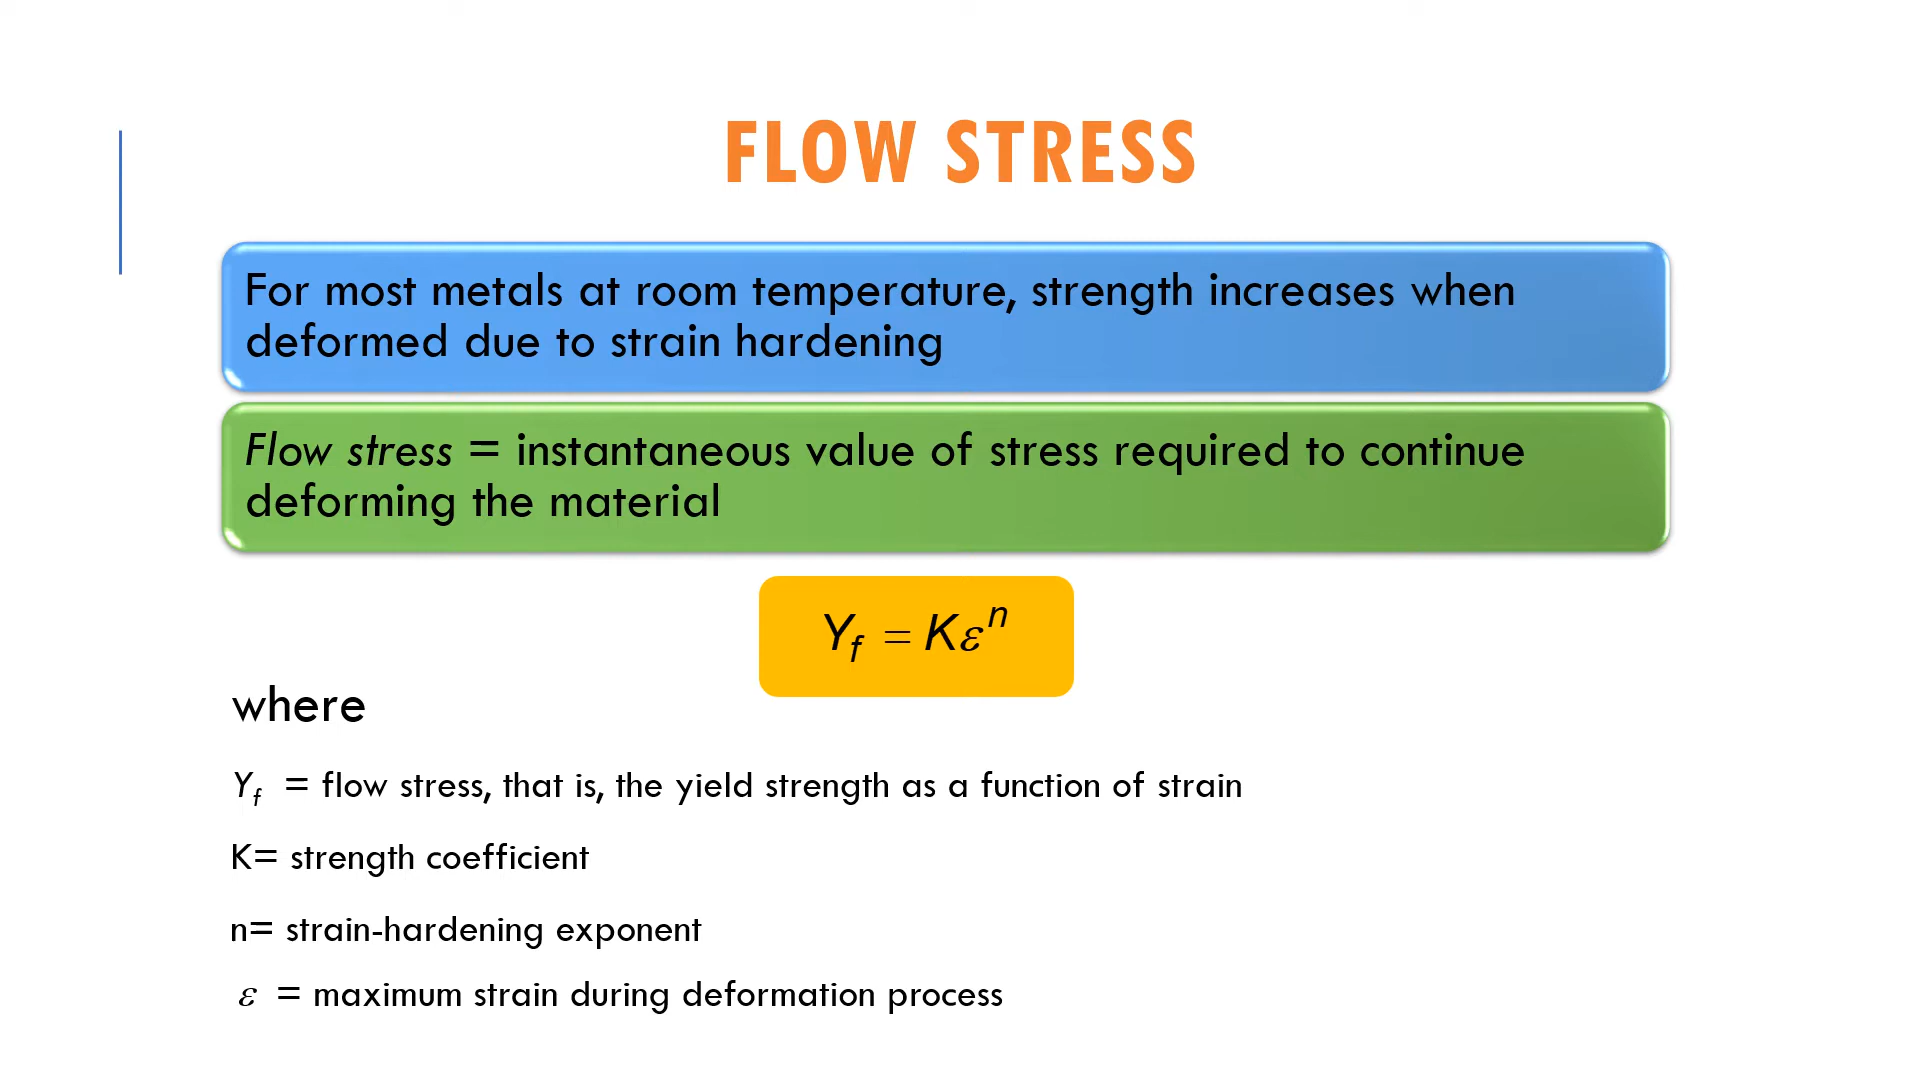 FLOW STRESS
For most metals at room temperature, strength increases when
deformed due to strain hardening
Flow stress = instantaneous value of stress required to continue
deforming the material
Y_f = Kε^n
where
Y_f = flow stress, that is, the yield strength as a function of strain
K= strength coefficient
n= strain-hardening exponent
ε = maximum strain during deformation process